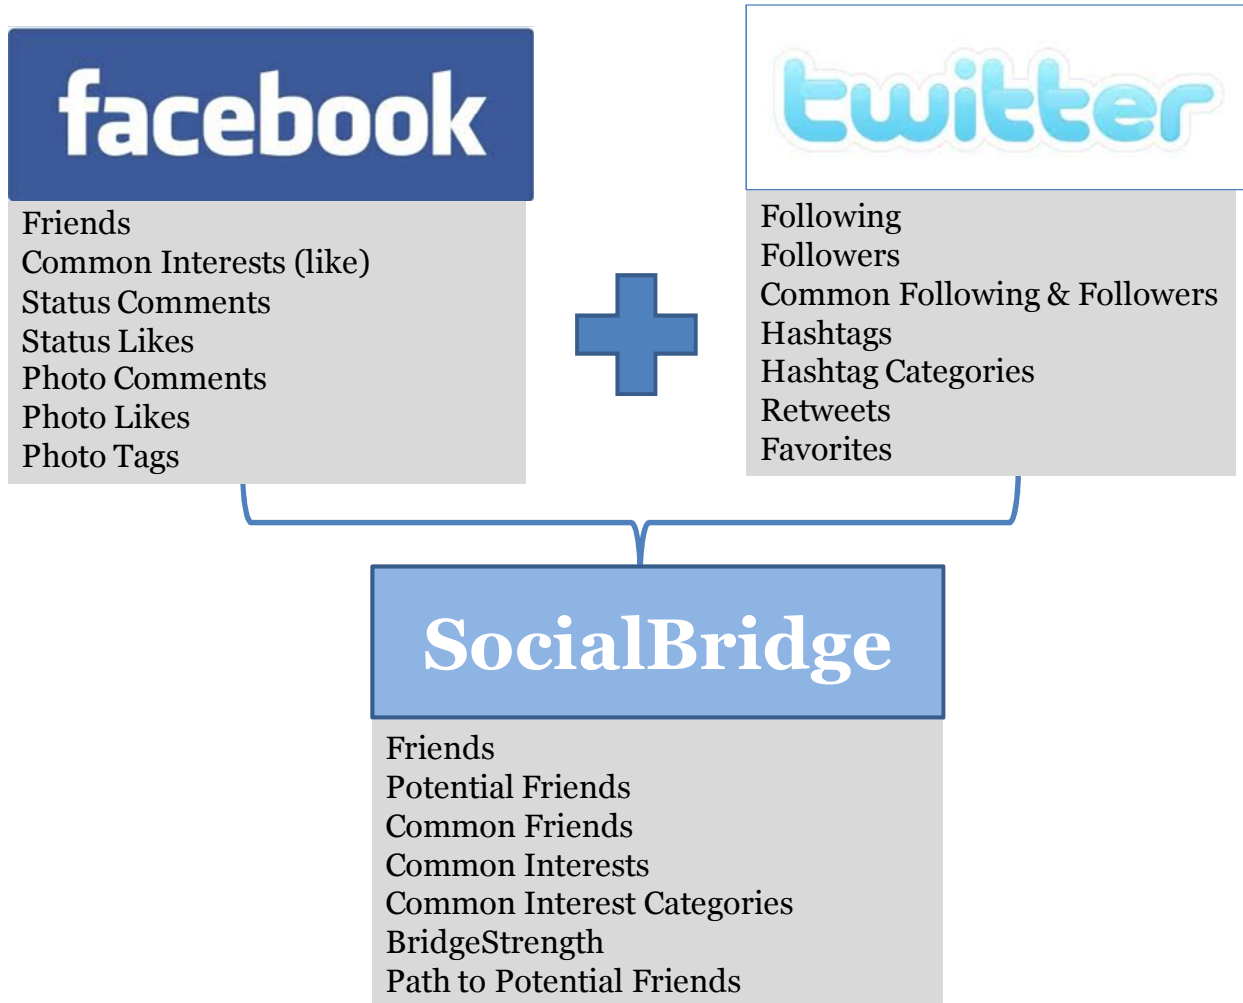 facebook
Friends
Common Interests (like)
Status Comments
Status Likes
Photo Comments
Photo Likes
Photo Tags
twitter
Following
Followers
Common Following & Followers
Hashtags
Hashtag Categories
Retweets
Favorites
SocialBridge
Friends
Potential Friends
Common Friends
Common Interests
Common Interest Categories
BridgeStrength
Path to Potential Friends